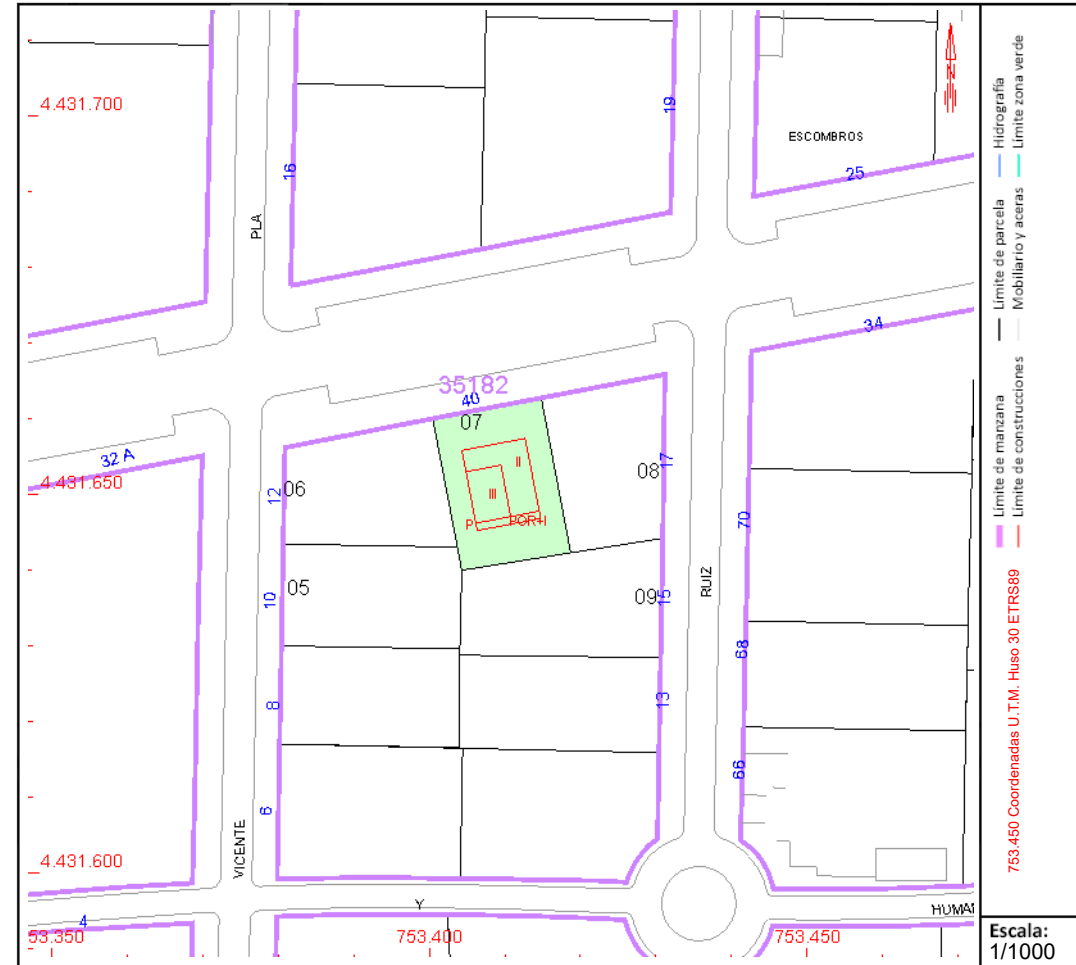 4.431.700
16
PLA
19
ESCOMBROS
25
N
34
35182
40
07
32 A
4.431.650
06
12
II
III
P
POR+I
08
17
70
05
10
09
15
RUIZ
68
8
13
66
6
VICENTE
4.431.600
4
Y
HUMAN
53.350
753.400
753.450
Hidrografía
Límite zona verde
Límite de parcela
Mobiliario y aceras
Límite de manzana
Límite de construcciones
753.450 Coordenadas U.T.M. Huso 30 ETRS89
Escala:
1/1000